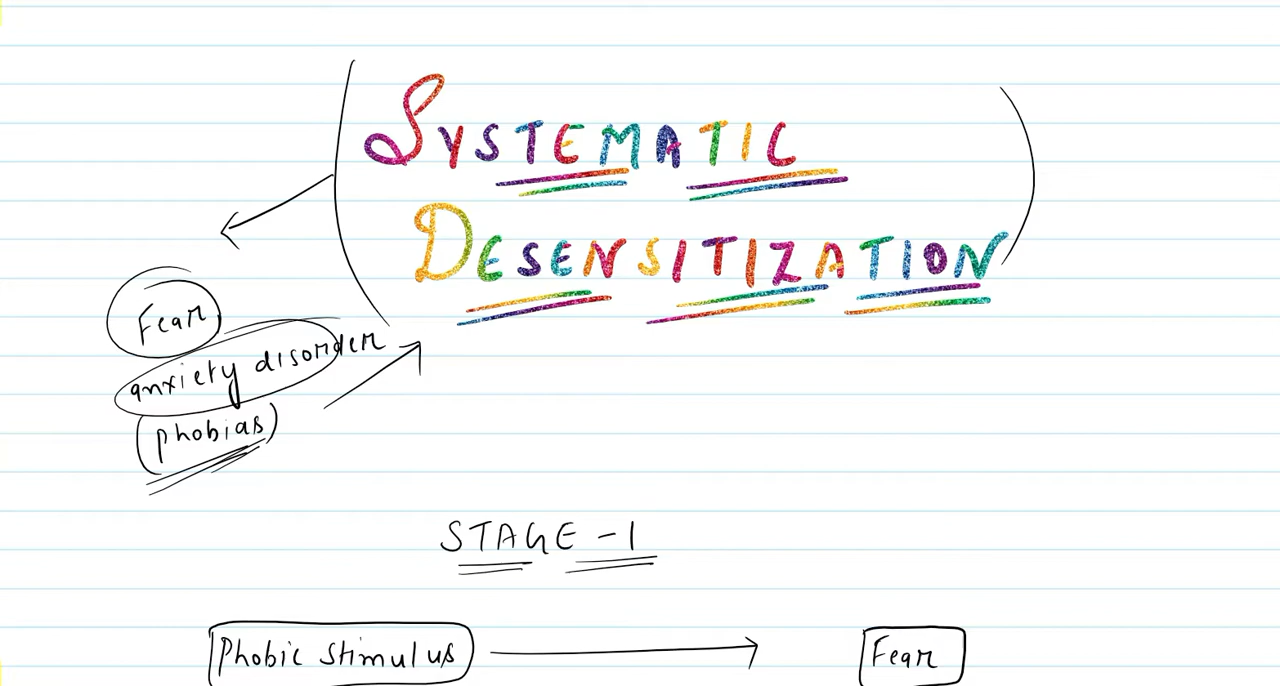 SYSTEMATIC
DESENSITIZATION
Fear
anxiety disorder
phobias
STAGE -1
Phobic stimulus
Fear